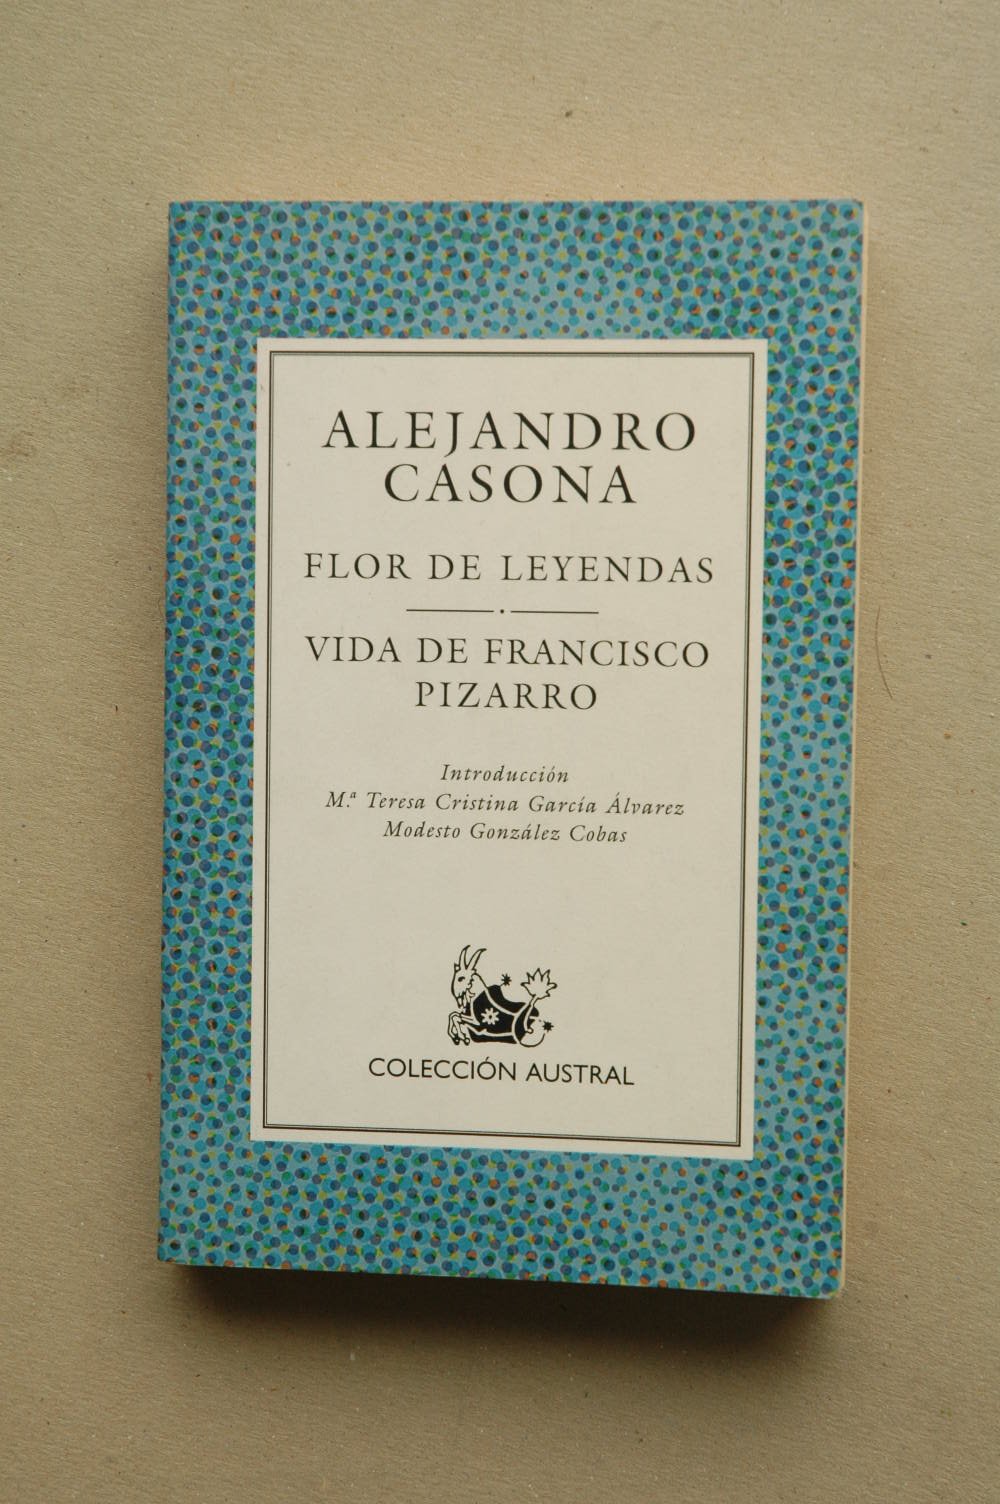 ALEJANDRO
CASONA
FLOR DE LEYENDAS
VIDA DE FRANCISCO
PIZARRO
Introducción
M.ª Teresa Cristina García Álvarez
Modesto González Cobas
COLECCIÓN AUSTRAL